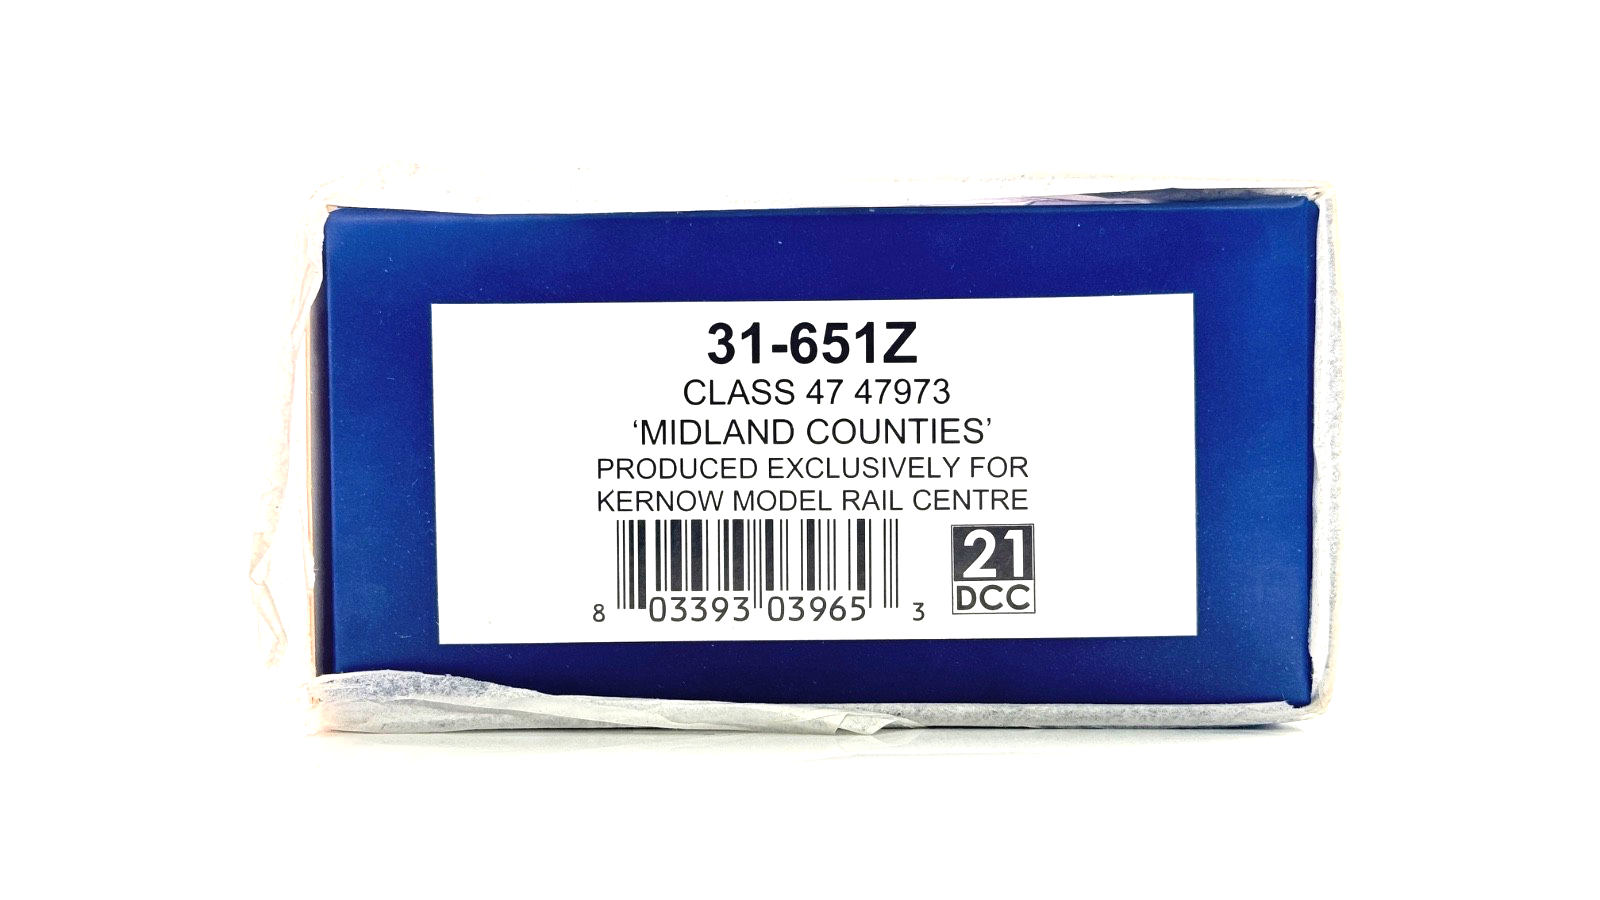 31-651Z
CLASS 47 47973
‘MIDLAND COUNTIES’
PRODUCED EXCLUSIVELY FOR
KERNOW MODEL RAIL CENTRE
8 03393 03965 3
21
DCC